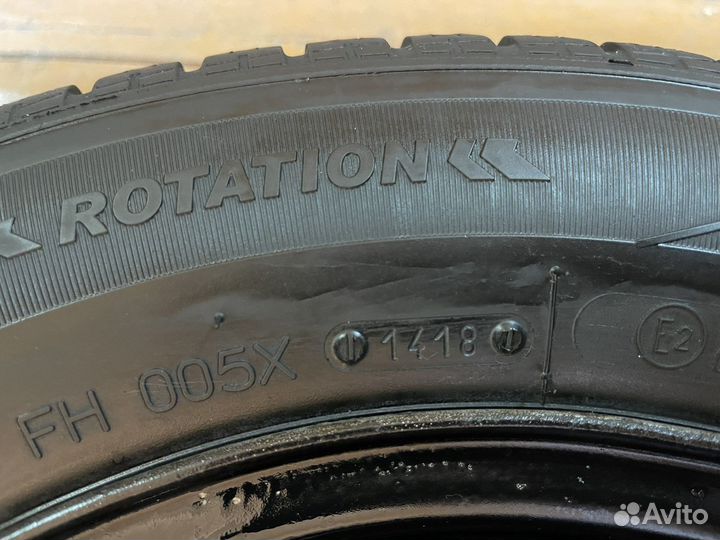 ROTATION
FH 005X 1418 E2
Avito